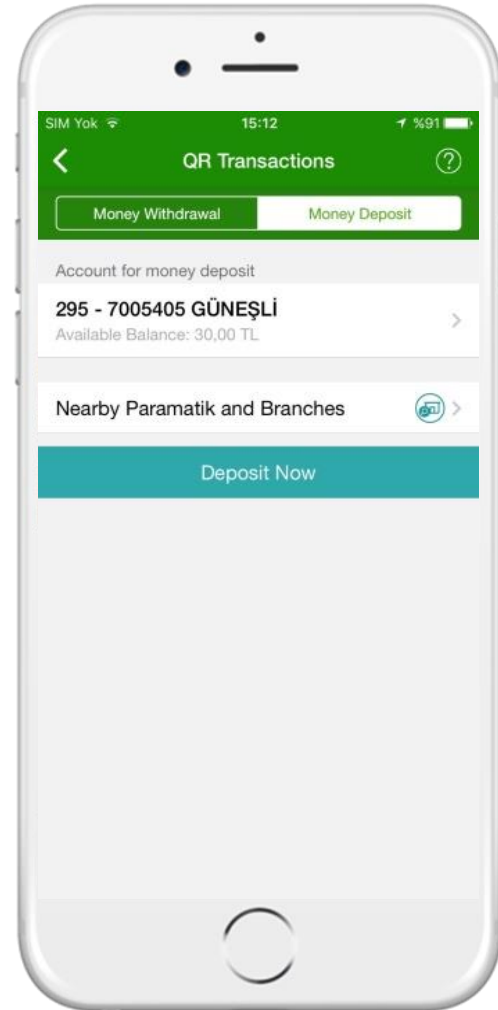 SIM Yok 15:12 %91
QR Transactions ?
Money Withdrawal Money Deposit
Account for money deposit
295 - 7005405 GÜNEŞLİ
Available Balance: 30,00 TL
Nearby Paramatik and Branches
Deposit Now